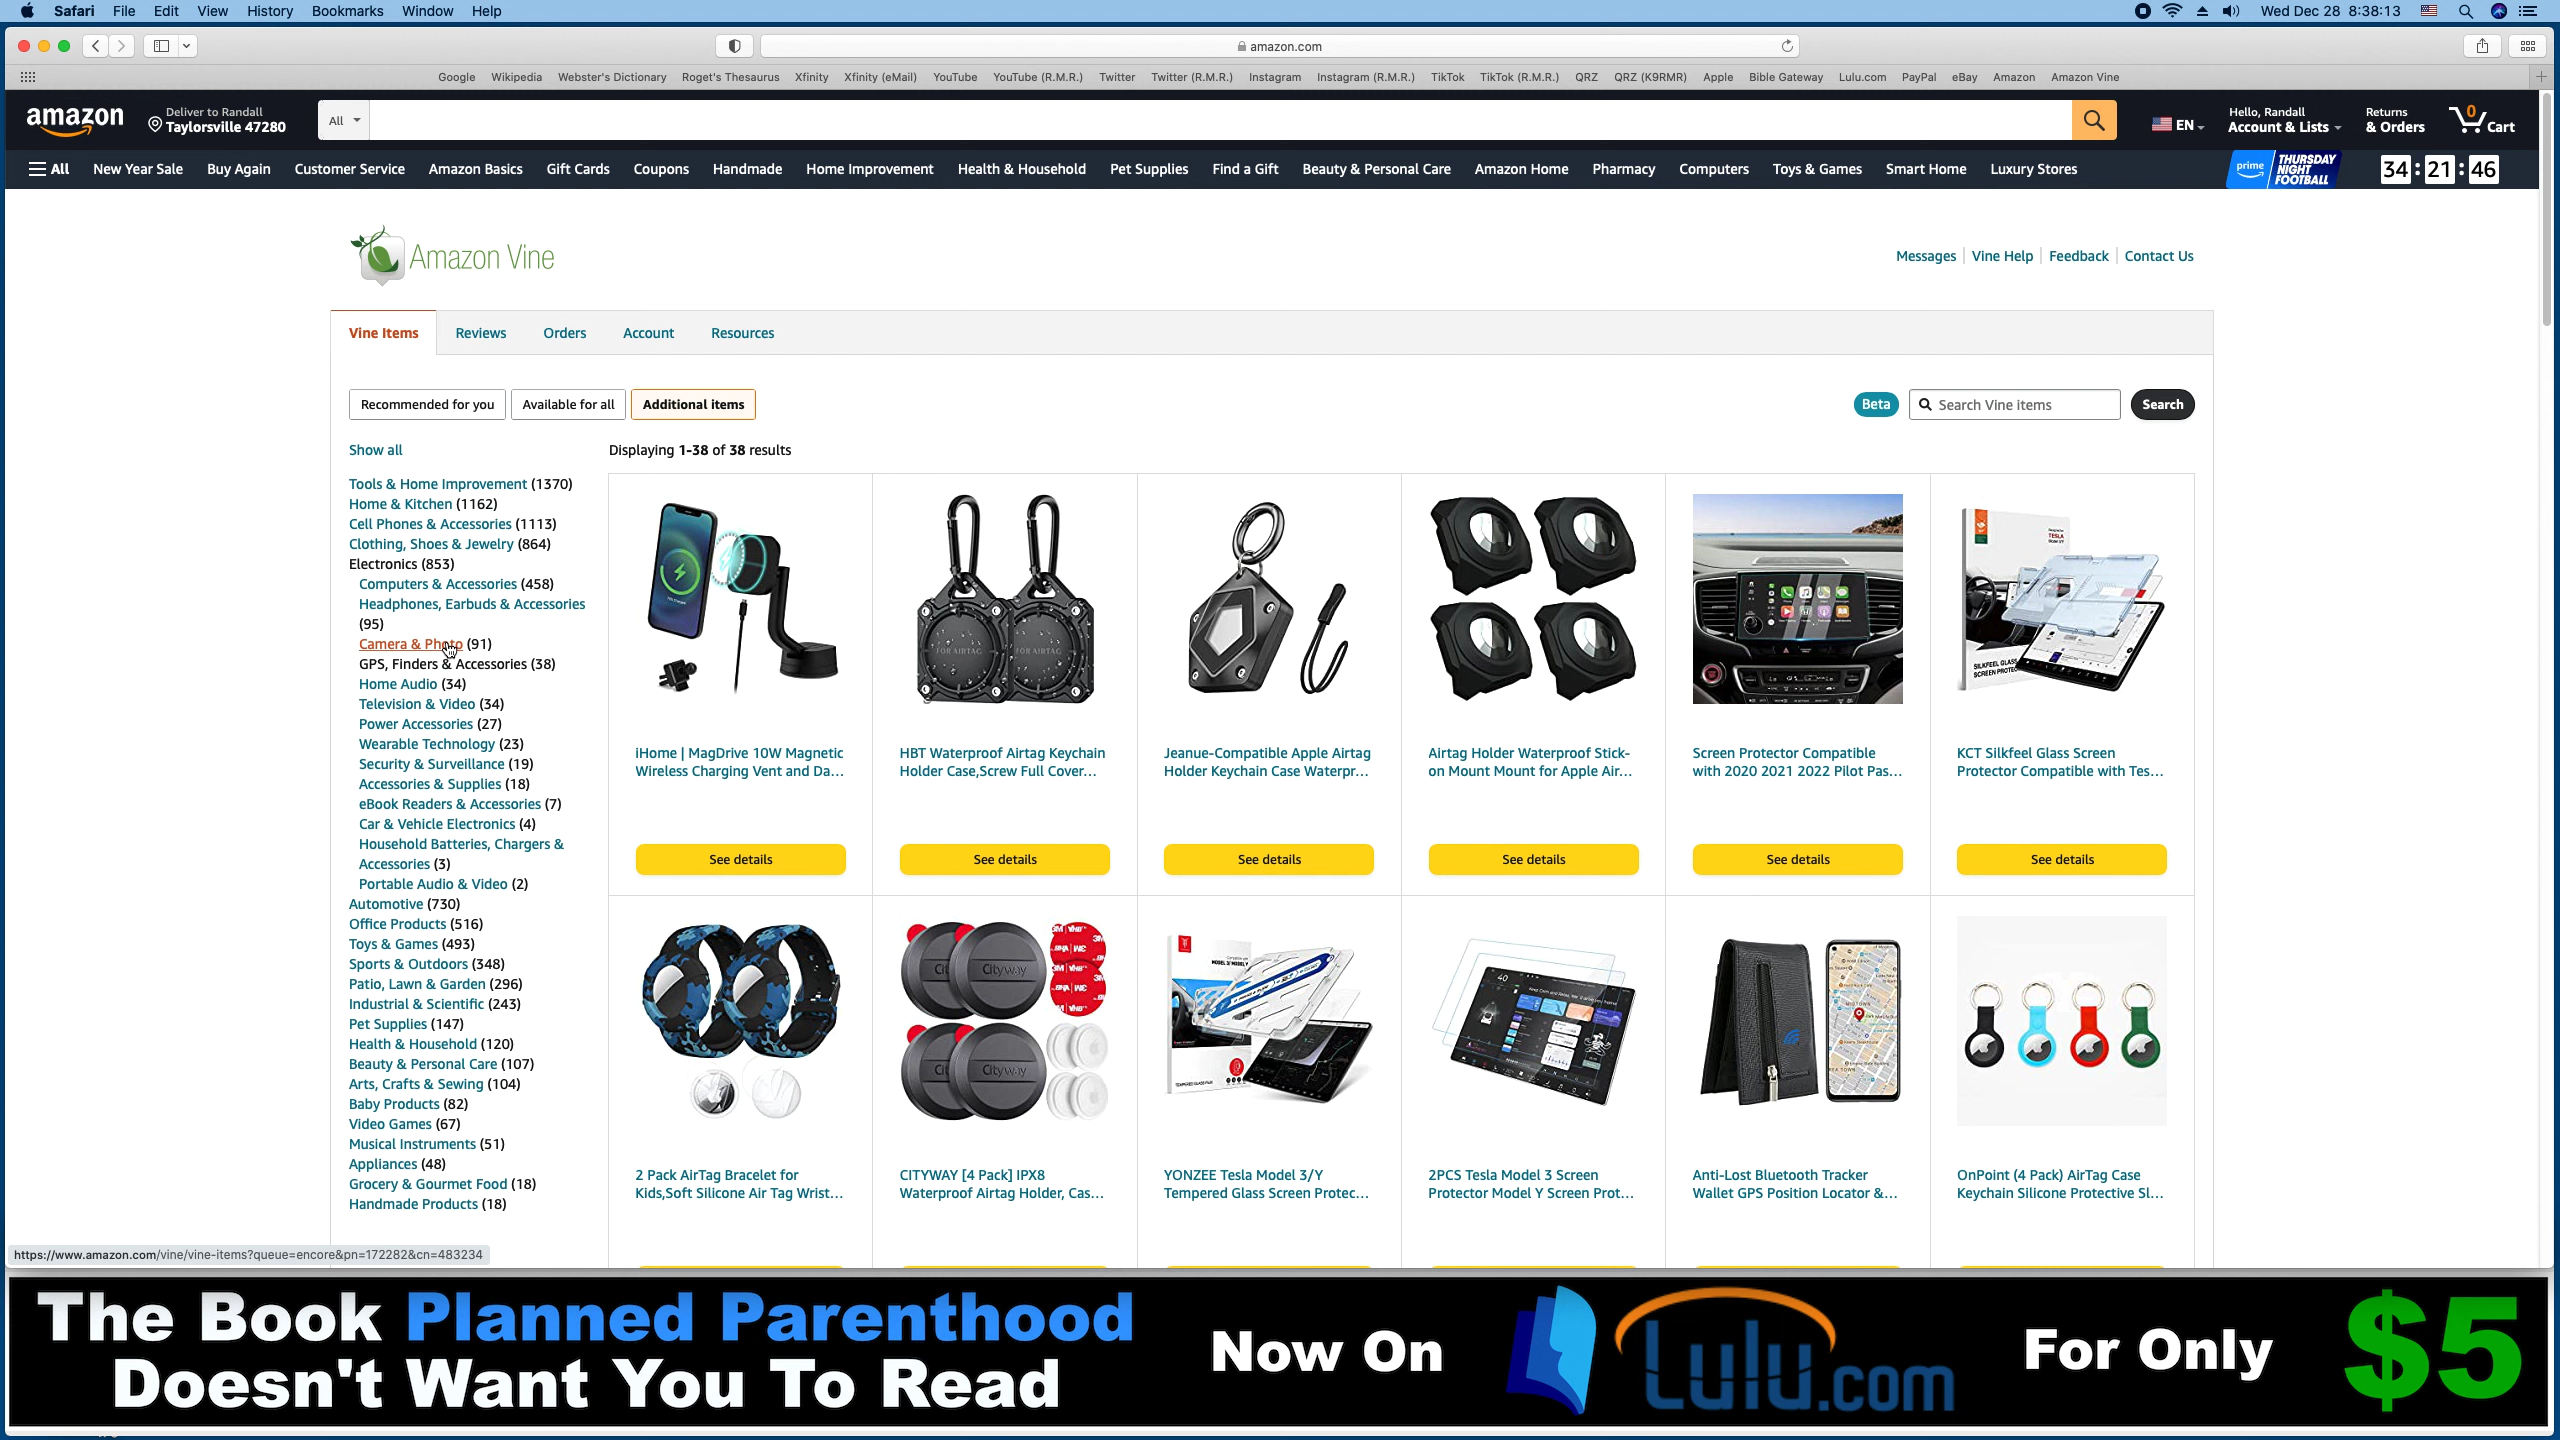 Safari File Edit View History Bookmarks Window Help Wed Dec 28 8:38:13
amazon.com
Google Wikipedia Webster's Dictionary Roget's Thesaurus Xfinity Xfinity (eMail) YouTube YouTube (R.M.R.) Twitter Twitter (R.M.R.) Instagram Instagram (R.M.R.) TikTok TikTok (R.M.R.) QRZ QRZ (K9RMR) Apple Bible Gateway Lulu.com PayPal eBay Amazon Amazon Vine
amazon Deliver to Randall Taylorsville 47280 All EN Hello, Randall Account & Lists Returns & Orders 0 Cart
All New Year Sale Buy Again Customer Service Amazon Basics Gift Cards Coupons Handmade Home Improvement Health & Household Pet Supplies Find a Gift Beauty & Personal Care Amazon Home Pharmacy Computers Toys & Games Smart Home Luxury Stores prime THURSDAY NIGHT FOOTBALL 34:21:46
Amazon Vine
Messages Vine Help Feedback Contact Us
Vine Items Reviews Orders Account Resources
Recommended for you Available for all Additional items Beta Search Vine items Search
Show all
Displaying 1-38 of 38 results
Tools & Home Improvement (1370)
Home & Kitchen (1162)
Cell Phones & Accessories (1113)
Clothing, Shoes & Jewelry (864)
Electronics (853)
Computers & Accessories (458)
Headphones, Earbuds & Accessories
(95)
Camera & Photo (91)
GPS, Finders & Accessories (38)
Home Audio (34)
Television & Video (34)
Power Accessories (27)
Wearable Technology (23)
Security & Surveillance (19)
Accessories & Supplies (18)
eBook Readers & Accessories (7)
Car & Vehicle Electronics (4)
Household Batteries, Chargers &
Accessories (3)
Portable Audio & Video (2)
Automotive (730)
Office Products (516)
Toys & Games (493)
Sports & Outdoors (348)
Patio, Lawn & Garden (296)
Industrial & Scientific (243)
Pet Supplies (147)
Health & Household (120)
Beauty & Personal Care (107)
Arts, Crafts & Sewing (104)
Baby Products (82)
Video Games (67)
Musical Instruments (51)
Appliances (48)
Grocery & Gourmet Food (18)
Handmade Products (18)
FOR AIRTAG FOR AIRTAG
TESLA
SILKFEEL GLASS
SCREEN PROTEC
iHome | MagDrive 10W Magnetic
Wireless Charging Vent and Da...
See details
HBT Waterproof Airtag Keychain
Holder Case,Screw Full Cover...
See details
Jeanue-Compatible Apple Airtag
Holder Keychain Case Waterpr...
See details
Airtag Holder Waterproof Stick-
on Mount Mount for Apple Air...
See details
Screen Protector Compatible
with 2020 2021 2022 Pilot Pas...
See details
KCT Silkfeel Glass Screen
Protector Compatible with Tes...
See details
Cityway
Cityway
2 Pack AirTag Bracelet for
Kids,Soft Silicone Air Tag Wrist...
CITYWAY [4 Pack] IPX8
Waterproof Airtag Holder, Cas...
YONZEE Tesla Model 3/Y
Tempered Glass Screen Protec...
2PCS Tesla Model 3 Screen
Protector Model Y Screen Prot...
Anti-Lost Bluetooth Tracker
Wallet GPS Position Locator &...
OnPoint (4 Pack) AirTag Case
Keychain Silicone Protective Sl...
https://www.amazon.com/vine/vine-items?queue=encore&pn=172282&cn=483234
The Book Planned Parenthood
Doesn't Want You To Read
Now On
Lulu.com
For Only
$5